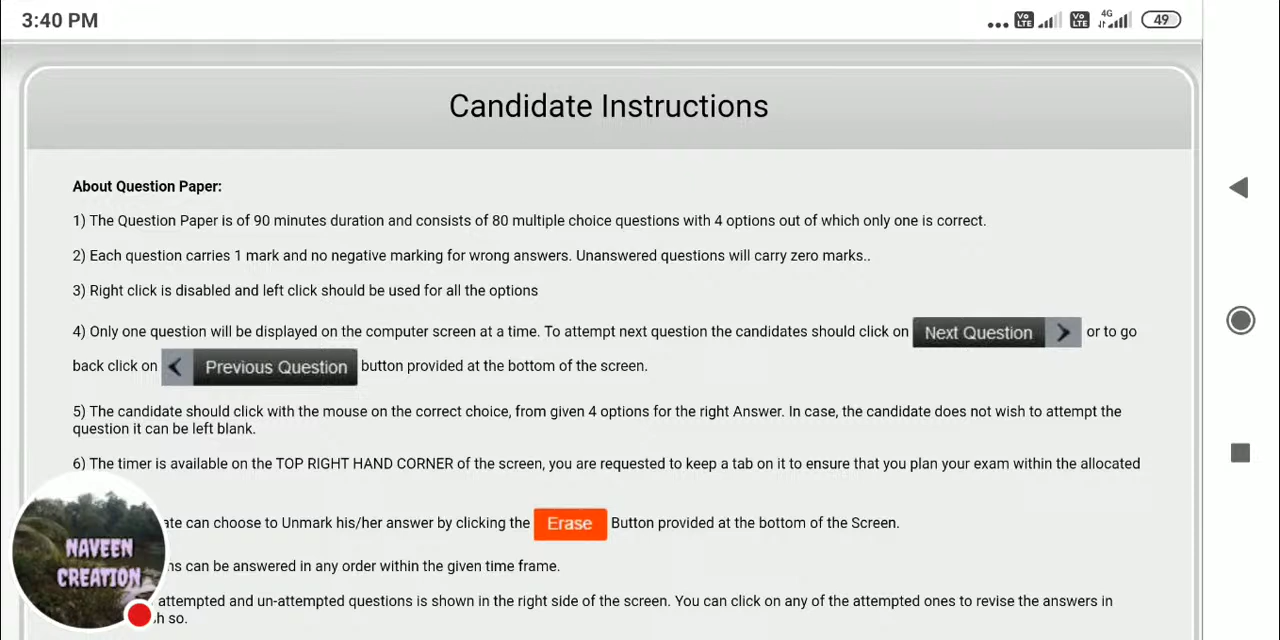 3:40 PM
Vo LTE
Vo LTE
4G
49
Candidate Instructions
About Question Paper:
1) The Question Paper is of 90 minutes duration and consists of 80 multiple choice questions with 4 options out of which only one is correct.
2) Each question carries 1 mark and no negative marking for wrong answers. Unanswered questions will carry zero marks..
3) Right click is disabled and left click should be used for all the options
4) Only one question will be displayed on the computer screen at a time. To attempt next question the candidates should click on Next Question > or to go
back click on < Previous Question button provided at the bottom of the screen.
5) The candidate should click with the mouse on the correct choice, from given 4 options for the right Answer. In case, the candidate does not wish to attempt the
question it can be left blank.
6) The timer is available on the TOP RIGHT HAND CORNER of the screen, you are requested to keep a tab on it to ensure that you plan your exam within the allocated
can choose to Unmark his/her answer by clicking the Erase Button provided at the bottom of the Screen.
can be answered in any order within the given time frame.
attempted and un-attempted questions is shown in the right side of the screen. You can click on any of the attempted ones to revise the answers in
so.
NAVEEN
CREATION